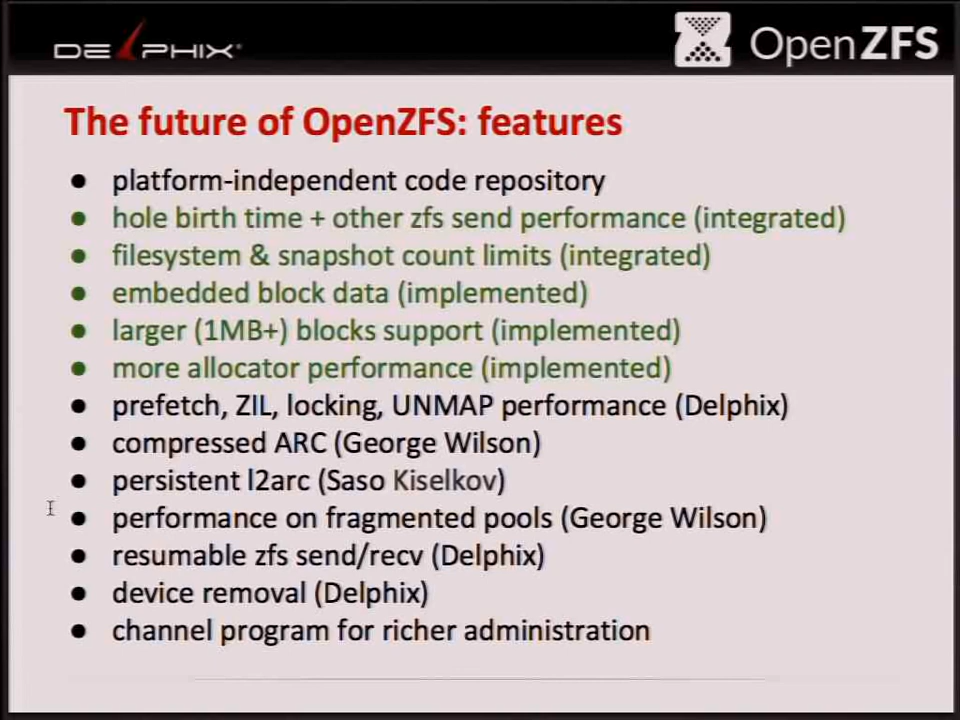 DELPHIX
OpenZFS
The future of OpenZFS: features
● platform-independent code repository
● hole birth time + other zfs send performance (integrated)
● filesystem & snapshot count limits (integrated)
● embedded block data (implemented)
● larger (1MB+) blocks support (implemented)
● more allocator performance (implemented)
● prefetch, ZIL, locking, UNMAP performance (Delphix)
● compressed ARC (George Wilson)
● persistent l2arc (Saso Kiselkov)
● performance on fragmented pools (George Wilson)
● resumable zfs send/recv (Delphix)
● device removal (Delphix)
● channel program for richer administration